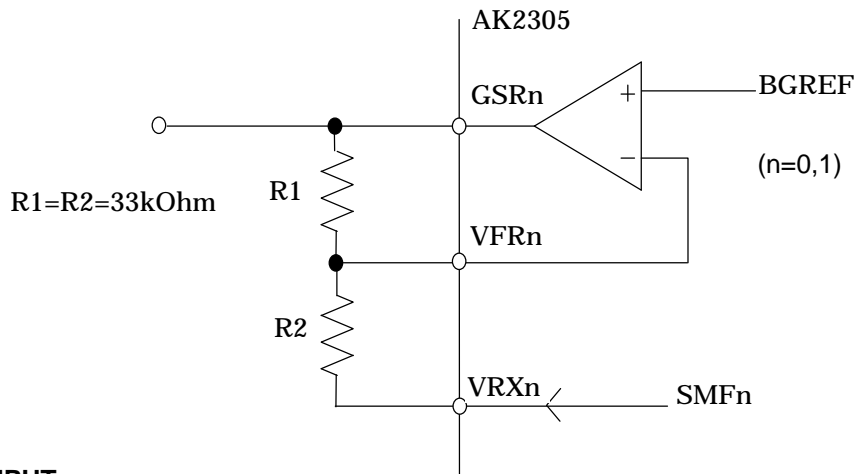 AK2305
GSRn
BGREF
+
−
(n=0,1)
R1
R1=R2=33kOhm
VFRn
R2
VRXn
SMFn